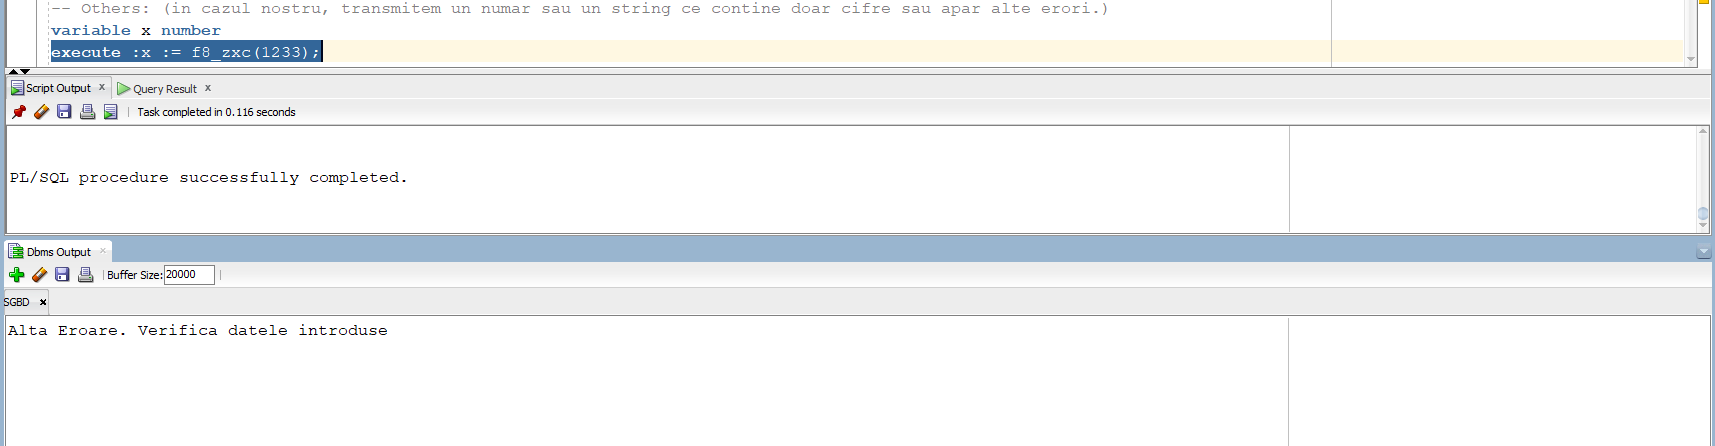 -- Others: (in cazul nostru, transmitem un numar sau un string ce contine doar cifre sau apar alte erori.)
variable x number
execute :x := f8_zxc(1233);
Script Output x Query Result x
Task completed in 0.116 seconds
PL/SQL procedure successfully completed.
Dbms Output x
Buffer Size: 20000
SGBD x
Alta Eroare. Verifica datele introduse